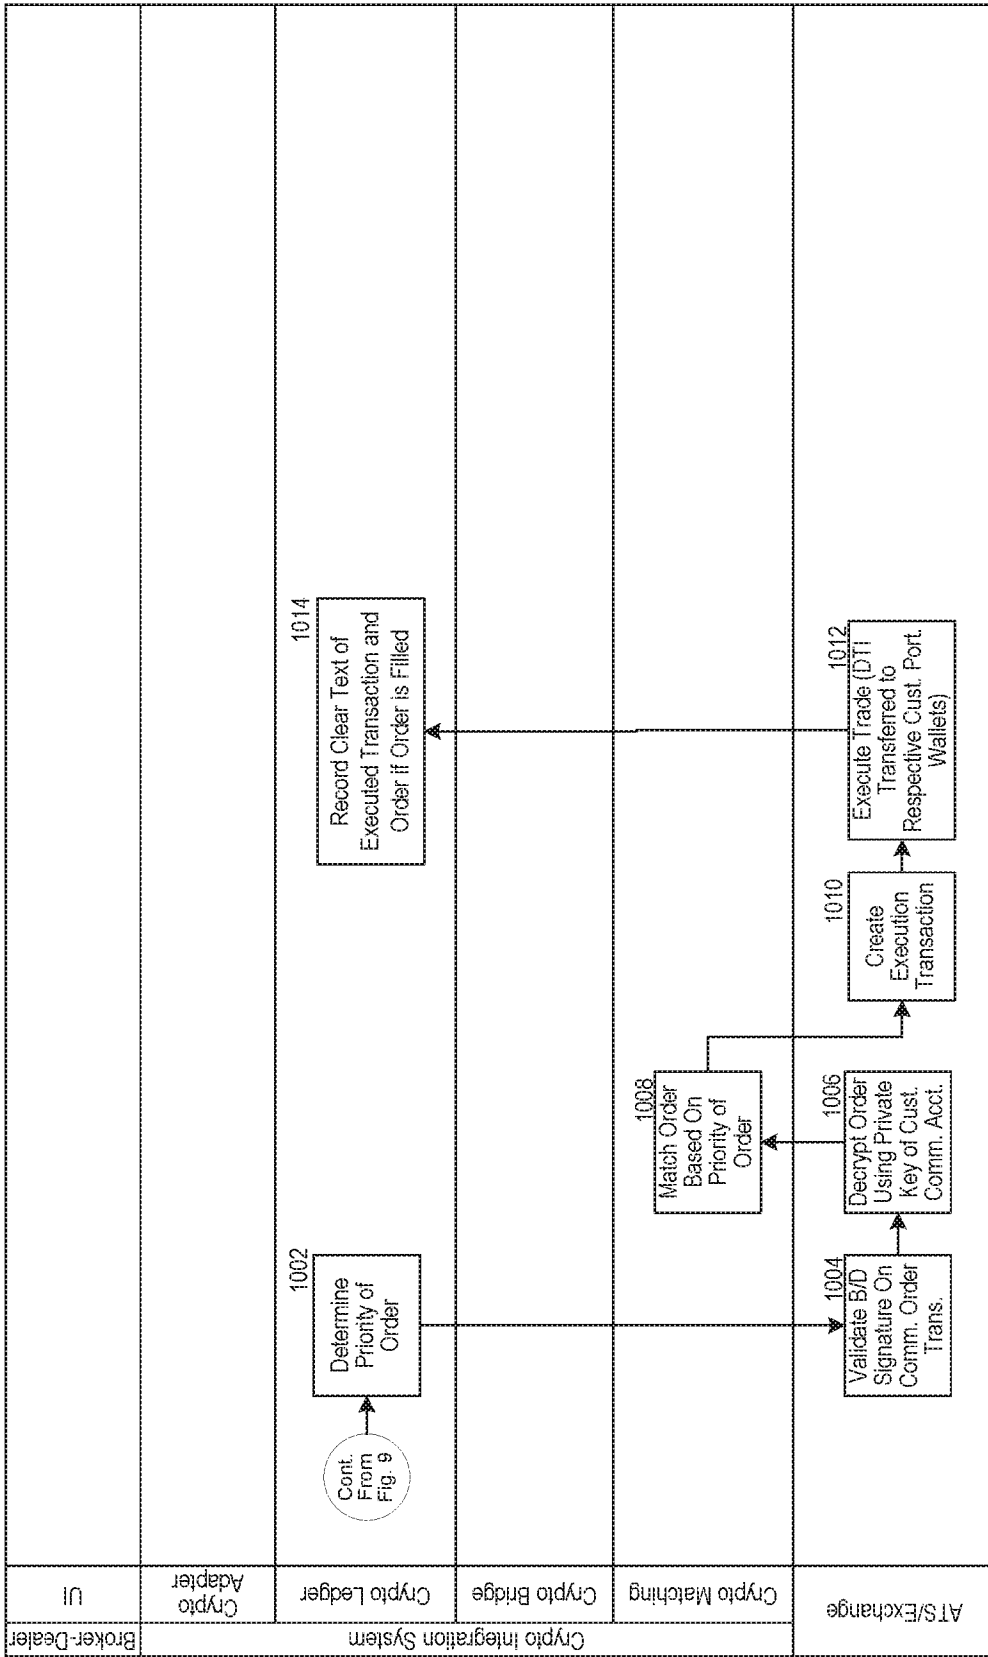 Broker-Dealer
UI
Crypto Integration System
Crypto
Adapter
Crypto Ledger
Crypto Bridge
Crypto Matching
ATS/Exchange
Cont.
From
Fig. 9
1002
Determine
Priority of
Order
1004
Validate B/D
Signature On
Comm. Order
Trans.
1006
Decrypt Order
Using Private
Key of Cust.
Comm. Acct.
1008
Match Order
Based On
Priority of
Order
1010
Create
Execution
Transaction
1012
Execute Trade (DTI
Transferred to
Respective Cust. Port.
Wallets)
1014
Record Clear Text of
Executed Transaction and
Order if Order is Filled